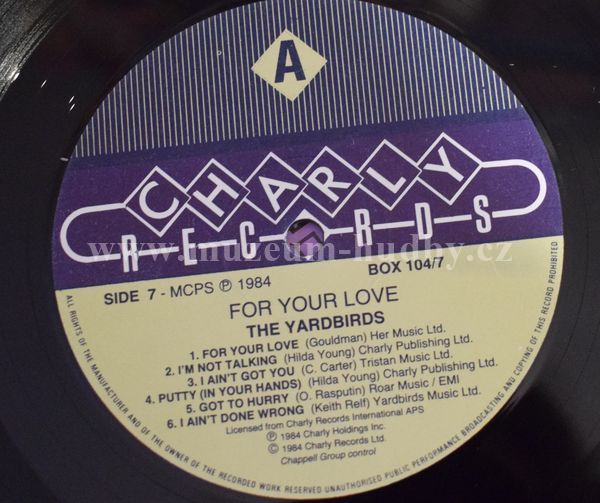 A
CHARLY
RECORDS
www.muzeum-hudby.cz
SIDE 7 - MCPS ℗ 1984
BOX 104/7
FOR YOUR LOVE
THE YARDBIRDS
1. FOR YOUR LOVE (Gouldman) Her Music Ltd.
2. I'M NOT TALKING (Hilda Young) Charly Publishing Ltd.
3. I AIN'T GOT YOU (C. Carter) Tristan Music Ltd.
4. PUTTY (IN YOUR HANDS) (Hilda Young) Charly Publishing Ltd.
5. GOT TO HURRY (O. Rasputin) Roar Music / EMI
6. I AIN'T DONE WRONG (Keith Relf) Yardbirds Music Ltd.
Licensed from Charly Records International APS
℗ 1984 Charly Holdings Inc.
© 1984 Charly Records Ltd.
Chappell Group control
ALL RIGHTS OF THE MANUFACTURER AND OF THE OWNER OF THE RECORDED WORK RESERVED UNAUTHORISED PUBLIC PERFORMANCE BROADCASTING AND COPYING OF THIS RECORD PROHIBITED